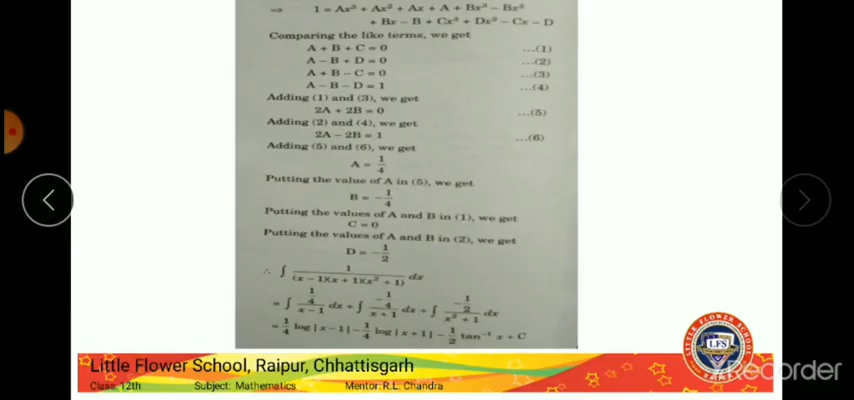 ⇒ 1 = Ax³ + Ax² + Ax + A + Bx³ − Bx²
+ Bx − B + Cx³ + Dx² − Cx − D
Comparing the like terms, we get
A + B + C = 0 ...(1)
A − B + D = 0 ...(2)
A + B − C = 0 ...(3)
A − B − D = 1 ...(4)
Adding (1) and (3), we get
2A + 2B = 0 ...(5)
Adding (2) and (4), we get
2A − 2B = 1 ...(6)
Adding (5) and (6), we get
A = 1/4
Putting the value of A in (5), we get
B = −1/4
Putting the values of A and B in (1), we get
C = 0
Putting the values of A and B in (2), we get
D = −1/2
∴ ∫ 1/((x − 1)(x + 1)(x² + 1)) dx
= ∫ (1/4)/(x − 1) dx + ∫ (−1/4)/(x + 1) dx + ∫ (−1/2)/(x² + 1) dx
= 1/4 log|x − 1| − 1/4 log|x + 1| − 1/2 tan⁻¹ x + C
LITTLE FLOWER SCHOOL
LFS
RAIPUR
Recorder
Little Flower School, Raipur, Chhattisgarh
Class: 12th Subject: Mathematics Mentor: R.L. Chandra